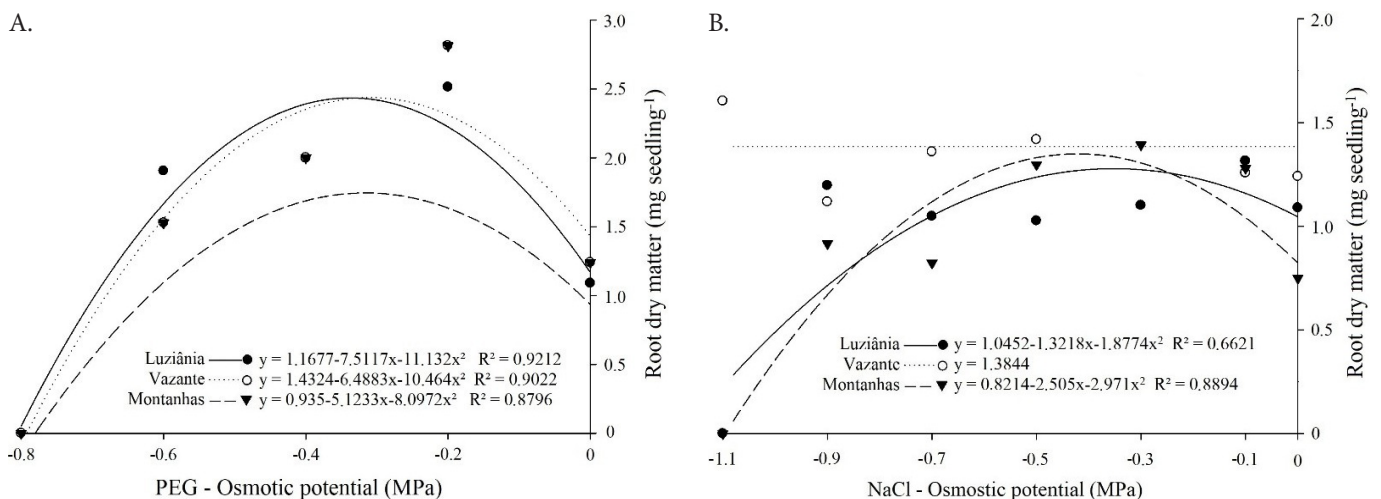 A.
3.0
2.5
2.0
1.5
1.0
0.5
0
Root dry matter (mg seedling-1)
Luziânia y = 1.1677-7.5117x-11.132x² R² = 0.9212
Vazante y = 1.4324-6.4883x-10.464x² R² = 0.9022
Montanhas y = 0.935-5.1233x-8.0972x² R² = 0.8796
-0.8 -0.6 -0.4 -0.2 0
PEG - Osmotic potential (MPa)
B.
2.0
1.5
1.0
0.5
0
Root dry matter (mg seedling-1)
Luziânia y = 1.0452-1.3218x-1.8774x² R² = 0.6621
Vazante y = 1.3844
Montanhas y = 0.8214-2.505x-2.971x² R² = 0.8894
-1.1 -0.9 -0.7 -0.5 -0.3 -0.1 0
NaCl - Osmostic potential (MPa)